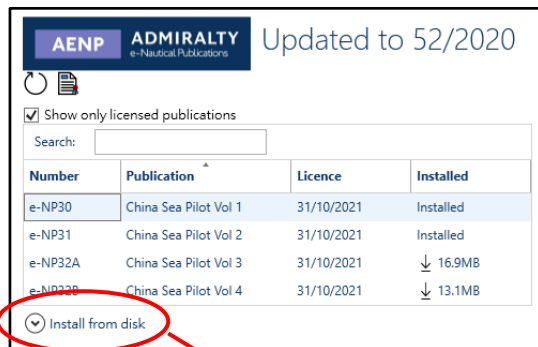 AENP ADMIRALTY Updated to 52/2020
e-Nautical Publications
Show only licensed publications
Search:
Number Publication Licence Installed
e-NP30 China Sea Pilot Vol 1 31/10/2021 Installed
e-NP31 China Sea Pilot Vol 2 31/10/2021 Installed
e-NP32A China Sea Pilot Vol 3 31/10/2021 16.9MB
e-NP32B China Sea Pilot Vol 4 31/10/2021 13.1MB
Install from disk